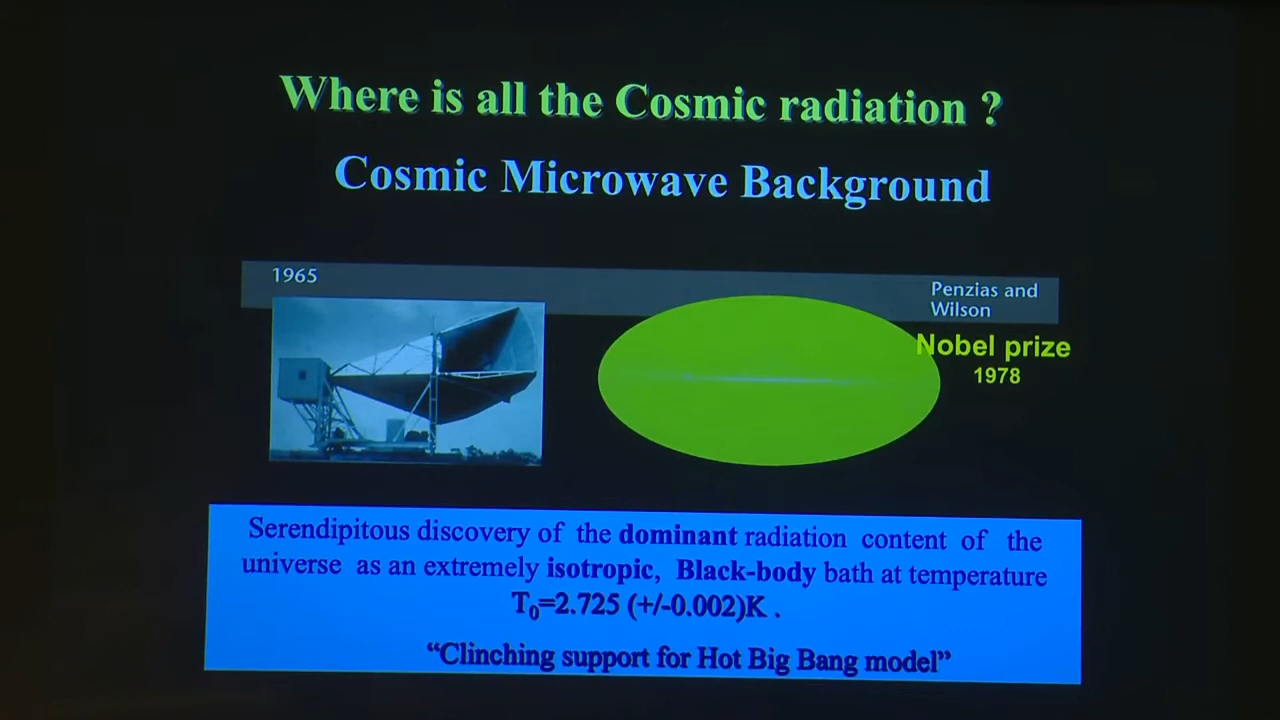 Where is all the Cosmic radiation ?
Cosmic Microwave Background
1965
Penzias and
Wilson
Nobel prize
1978
Serendipitous discovery of the dominant radiation content of the
universe as an extremely isotropic, Black-body bath at temperature
T₀=2.725 (+/-0.002)K .
“Clinching support for Hot Big Bang model”